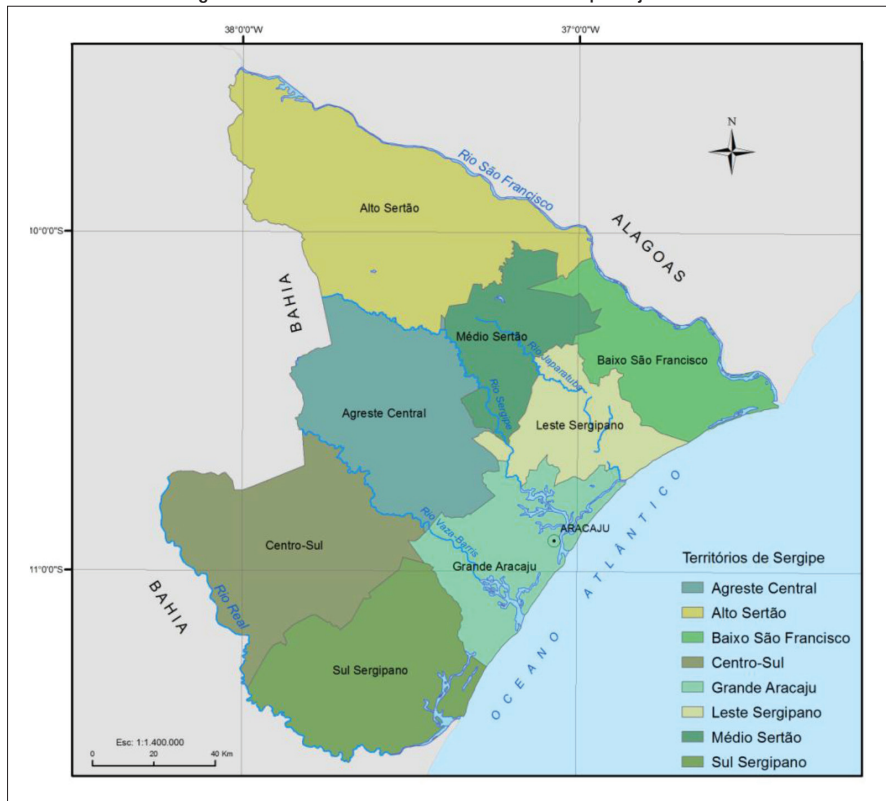 38°0'0"W
37°0'0"W
N
Rio São Francisco
Alto Sertão
ALAGOAS
10°0'0"S
BAHIA
Médio Sertão
Rio Japaratuba
Baixo São Francisco
Rio Sergipe
Agreste Central
Leste Sergipano
Rio Vaza-Barris
ARACAJU
Centro-Sul
Grande Aracaju
11°0'0"S
BAHIA
Rio Real
OCEANO ATLÂNTICO
Sul Sergipano
Territórios de Sergipe
Agreste Central
Alto Sertão
Baixo São Francisco
Centro-Sul
Grande Aracaju
Leste Sergipano
Médio Sertão
Sul Sergipano
Esc: 1:1.400.000
0 20 40 Km